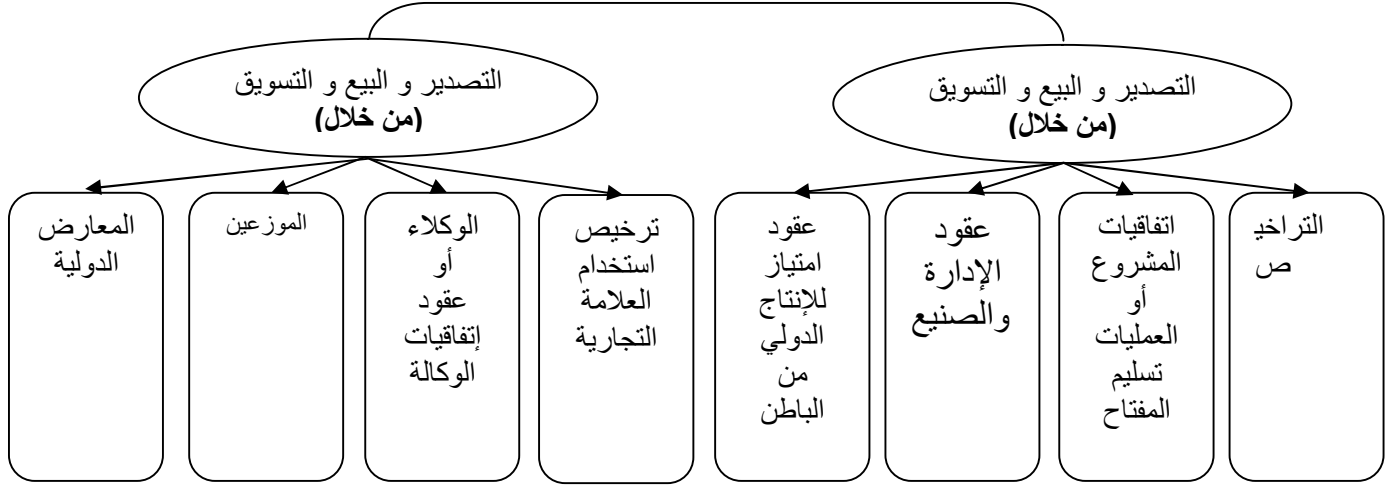 التصدير و البيع و التسويق
(من خلال)
التصدير و البيع و التسويق
(من خلال)
التراخيـ
ص
اتفاقيات
المشروع
أو
العمليات
تسليم
المفتاح
عقود
الإدارة
والصنيع
عقود
امتياز
للإنتاج
الدولي
من
الباطن
ترخيص
استخدام
العلامة
التجارية
الوكلاء
أو
عقود
إتفاقيات
الوكالة
الموزعين
المعارض
الدولية